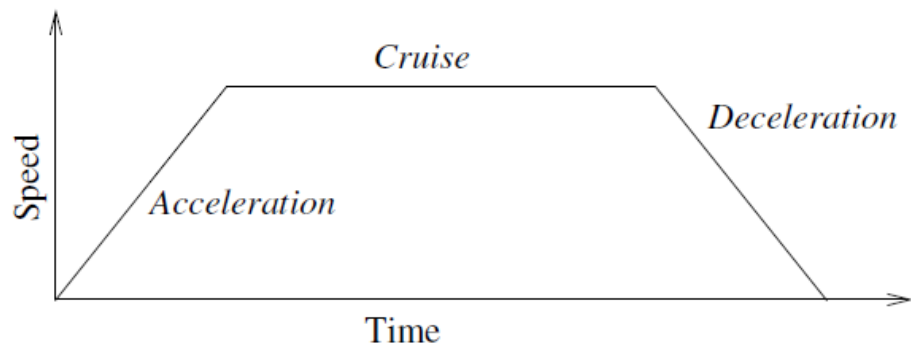 Cruise
Deceleration
Speed
Acceleration
Time